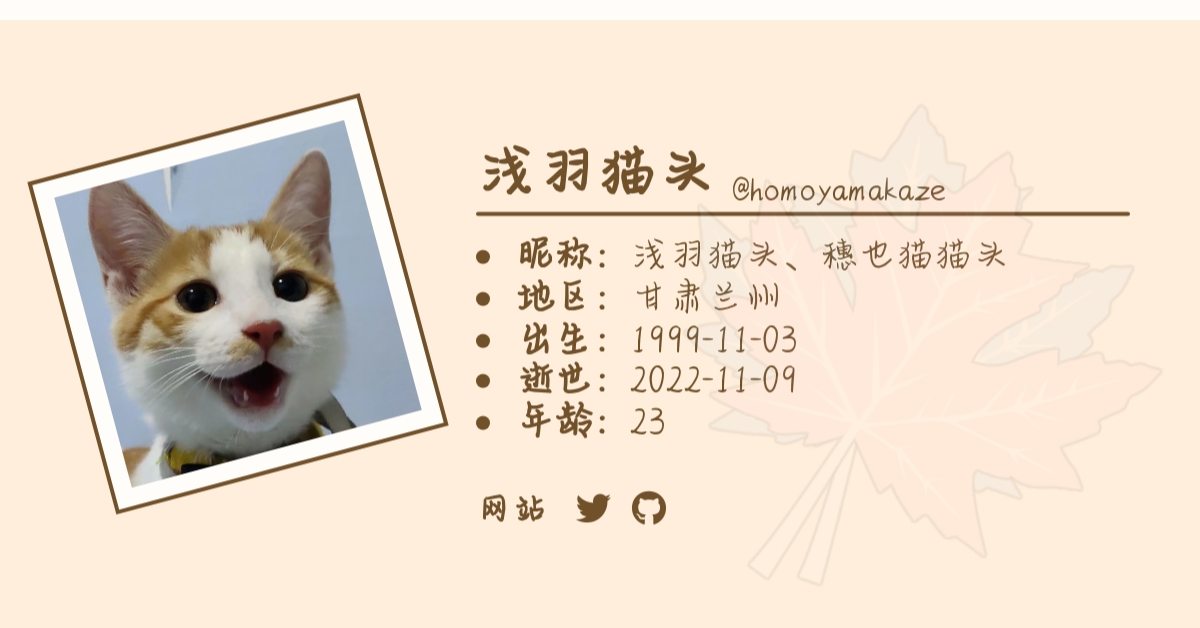 浅羽猫头 @homoyamakaze
昵称：浅羽猫头、穗也猫猫头
地区：甘肃兰州
出生：1999-11-03
逝世：2022-11-09
年龄：23
网站